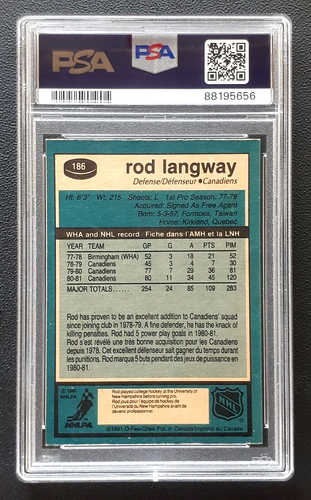 PSA
PSA
88195656
186
rod langway
Defense/Défenseur • Canadiens
Ht: 6'3" Wt: 215 Shoots: L 1st Pro Season: 77-78
Acquired: Signed As Free Agent
Born: 5-3-57, Formosa, Taiwan
Home: Kirkland, Quebec
WHA and NHL record Fiche dans l'AMH et la LNH
YEAR TEAM GP G A PTS PIM
77-78 Birmingham (WHA) 52 3 18 21 52
78-79 Canadiens 45 3 4 7 30
79-80 Canadiens 77 7 29 36 81
80-81 Canadiens 80 11 34 45 120
MAJOR TOTALS...... 254 24 85 109 283
Rod has proven to be an excellent addition to Canadiens' squad
since joining club in 1978-79. A fine defender, he has the knack of
killing penalties. Rod had 5 power play goals in 1980-81.
Rod s'est révélé une très bonne acquisition pour les Canadiens
depuis 1978. Cet excellent défenseur sait gagner du temps durant
les punitions. Rod marqua 5 buts pendant des jeux de puissance en
1980-81.
© 1981
NHLPA
NHLPA
Rod played college hockey at the University of
New Hampshire before turning pro.
Rod joua pour l'équipe de hockey de
l'Université du New Hampshire avant de
devenir professionnel.
NHL
©1981 O-Pee-Chee Ptd. in Canada/Imprimé au Canada